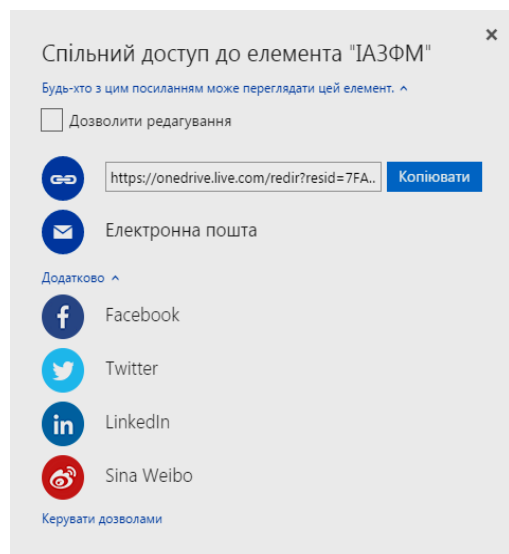 Спільний доступ до елемента "ІАЗФМ"
Будь-хто з цим посиланням може переглядати цей елемент.
Дозволити редагування
https://onedrive.live.com/redir?resid=7FA.. Копіювати
Електронна пошта
Додатково
Facebook
Twitter
LinkedIn
Sina Weibo
Керувати дозволами